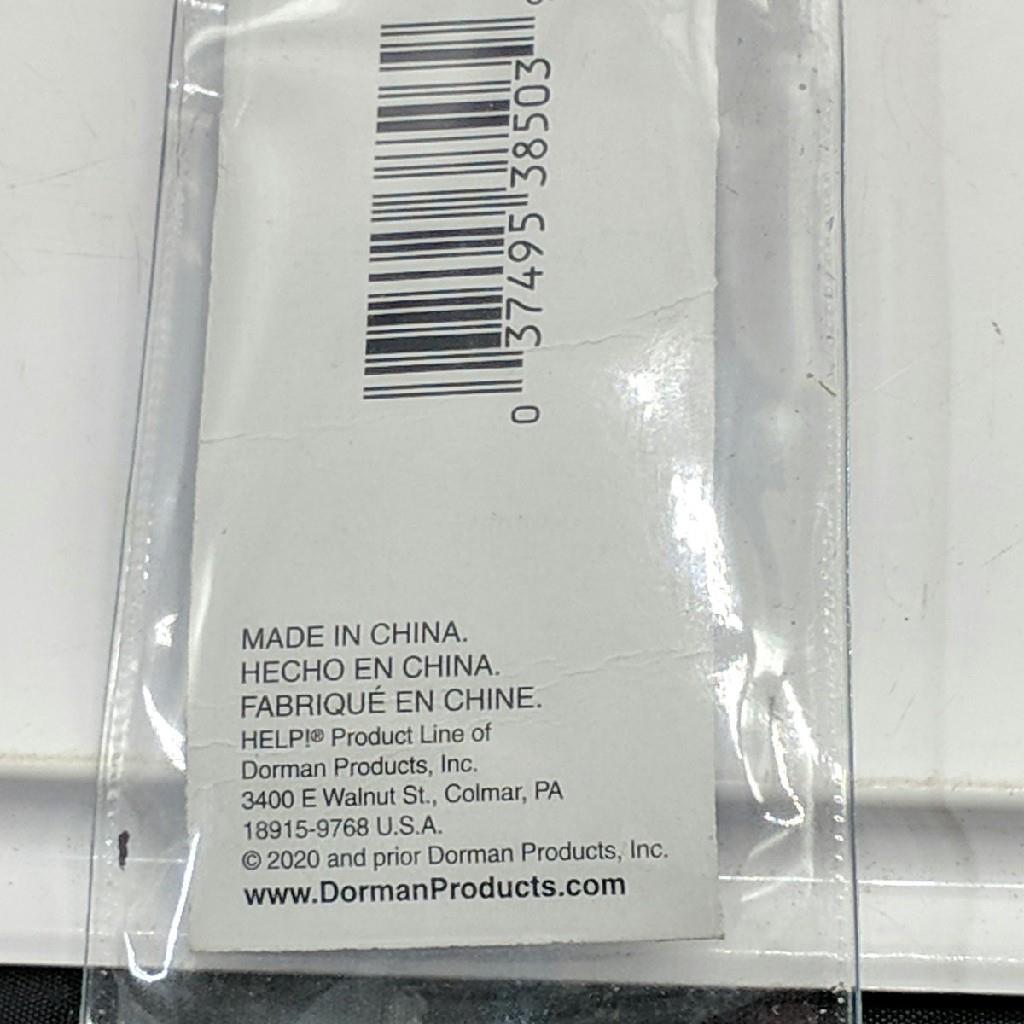 0 37495 38503
MADE IN CHINA.
HECHO EN CHINA.
FABRIQUÉ EN CHINE.
HELP!® Product Line of
Dorman Products, Inc.
3400 E Walnut St., Colmar, PA
18915-9768 U.S.A.
© 2020 and prior Dorman Products, Inc.
www.DormanProducts.com